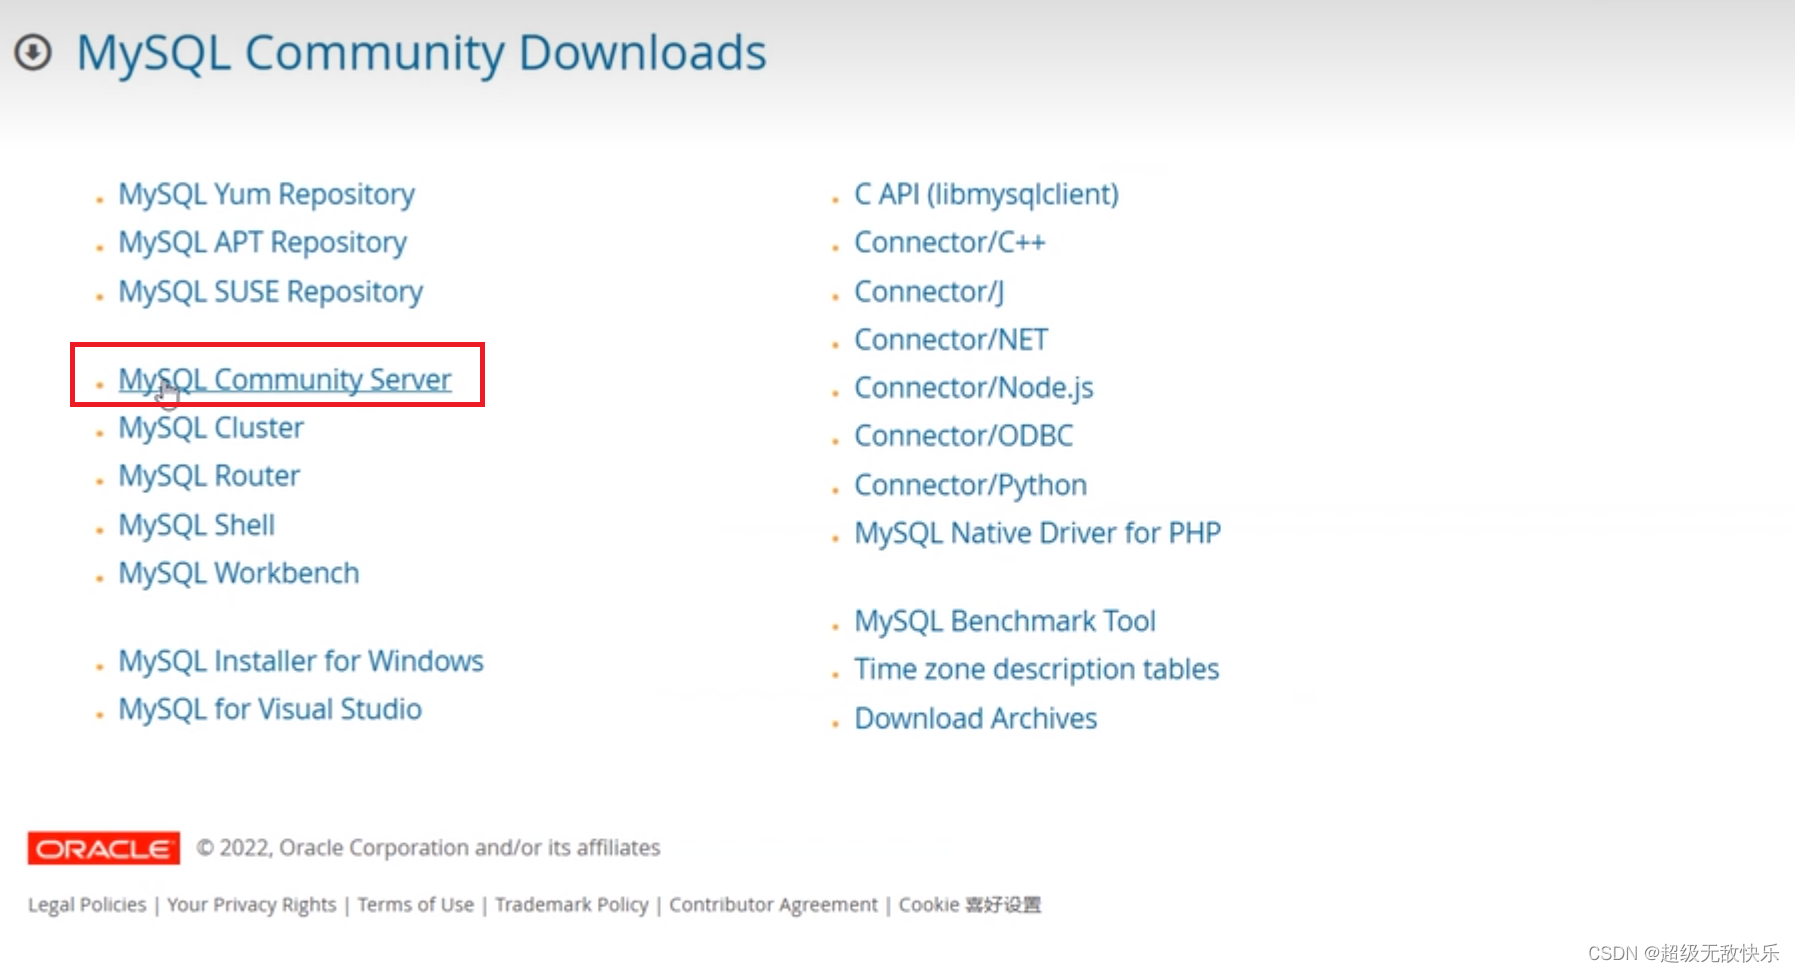 MySQL Community Downloads
MySQL Yum Repository
MySQL APT Repository
MySQL SUSE Repository
MySQL Community Server
MySQL Cluster
MySQL Router
MySQL Shell
MySQL Workbench
MySQL Installer for Windows
MySQL for Visual Studio
C API (libmysqlclient)
Connector/C++
Connector/J
Connector/NET
Connector/Node.js
Connector/ODBC
Connector/Python
MySQL Native Driver for PHP
MySQL Benchmark Tool
Time zone description tables
Download Archives
ORACLE © 2022, Oracle Corporation and/or its affiliates
Legal Policies | Your Privacy Rights | Terms of Use | Trademark Policy | Contributor Agreement | Cookie 喜好设置
CSDN @超级无敌快乐